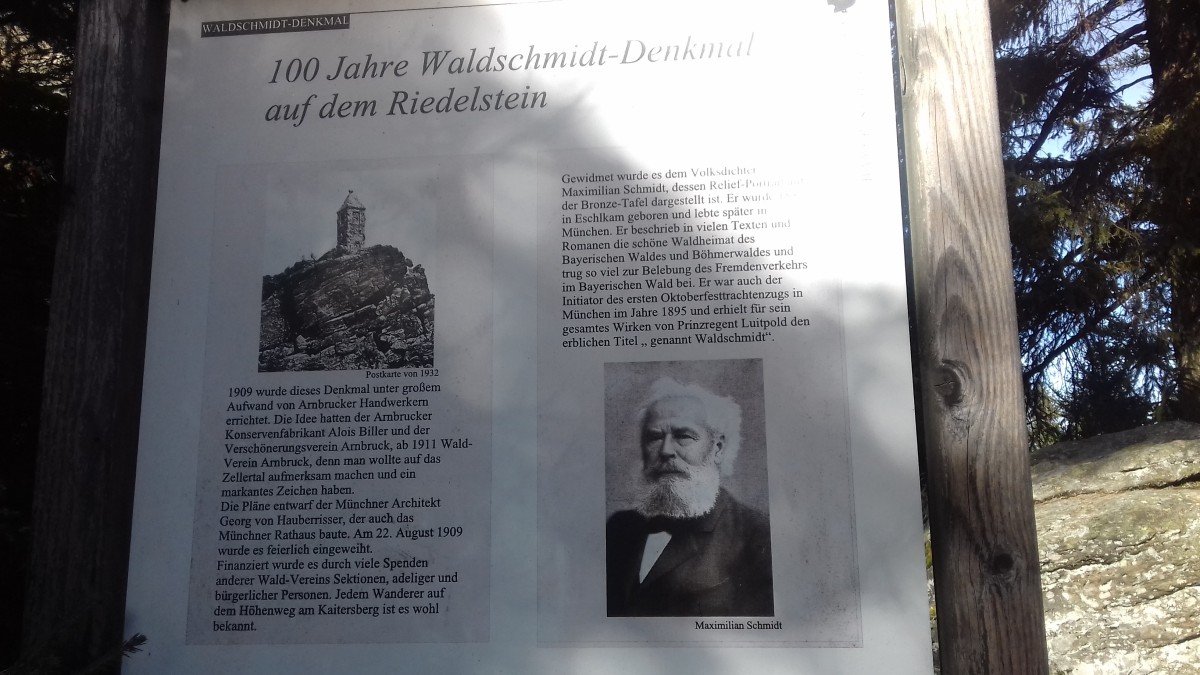 WALDSCHMIDT-DENKMAL
100 Jahre Waldschmidt-Denkmal
auf dem Riedelstein
Postkarte von 1932
1909 wurde dieses Denkmal unter großem
Aufwand von Arnbrucker Handwerkern
errichtet. Die Idee hatten der Arnbrucker
Konservenfabrikant Alois Biller und der
Verschönerungsverein Arnbruck, ab 1911 Wald-
Verein Arnbruck, denn man wollte auf das
Zellertal aufmerksam machen und ein
markantes Zeichen haben.
Die Pläne entwarf der Münchner Architekt
Georg von Hauberrisser, der auch das
Münchner Rathaus baute. Am 22. August 1909
wurde es feierlich eingeweiht.
Finanziert wurde es durch viele Spenden
anderer Wald-Vereins Sektionen, adeliger und
bürgerlicher Personen. Jedem Wanderer auf
dem Höhenweg am Kaitersberg ist es wohl
bekannt.
Gewidmet wurde es dem Volksdichter
Maximilian Schmidt, dessen
der Bronze-Tafel dargestellt ist. Er wurde
in Eschlkam geboren und lebte später in
München. Er beschrieb in vielen Texten und
Romanen die schöne Waldheimat des
Bayerischen Waldes und Böhmerwaldes und
trug so viel zur Belebung des Fremdenverkehrs
im Bayerischen Wald bei. Er war auch der
Initiator des ersten Oktoberfesttrachtenzugs in
München im Jahre 1895 und erhielt für sein
gesamtes Wirken von Prinzregent Luitpold den
erblichen Titel „ genannt Waldschmidt“.
Maximilian Schmidt